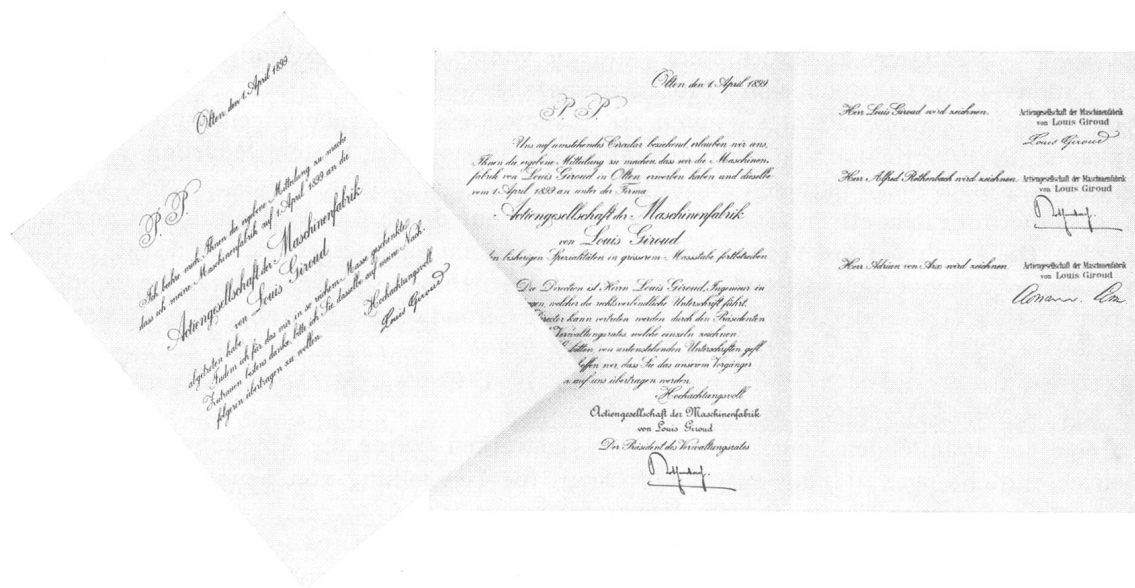 Olten, den 1. April 1899.
P. P.
Ich beehre mich Ihnen die ergebene Mitteilung zu machen
dass ich meine Maschinenfabrik auf 1. April 1899 an die
Actiengesellschaft der Maschinenfabrik
von Louis Giroud
abgetreten habe.
Indem ich für das mir in so reichem Masse geschenkte
Zutrauen bestens danke, bitte ich Sie dasselbe auf meine Nach-
folgerin übertragen zu wollen.
Hochachtungsvoll
Louis Giroud
Olten, den 1. April 1899.
P. P.
Uns auf umstehendes Circular beziehend, erlauben wir uns,
Ihnen die ergebene Mitteilung zu machen, dass wir die Maschinen-
fabrik von Louis Giroud in Olten erworben haben und dieselbe
vom 1. April 1899 an unter der Firma
Actiengesellschaft der Maschinenfabrik
von Louis Giroud
in bisherigen Spezialitäten in grösserem Massstabe fortbetreiben
Die Direction ist Herrn Louis Giroud, Ingenieur in
welcher die rechtsverbindliche Unterschrift führt.
kann vertreten werden durch den Präsidenten
Verwaltungsrates, welche einzeln zeichnen.
bitten, von untenstehenden Unterschriften gefl.
hoffen wir, dass Sie das unserem Vorgänger
auf uns übertragen werden.
Hochachtungsvoll
Actiengesellschaft der Maschinenfabrik
von Louis Giroud
Der Präsident des Verwaltungsrates
Herr Louis Giroud wird zeichnen.
Actiengesellschaft der Maschinenfabrik
von Louis Giroud
Louis Giroud
Herr Alfred Rothenbach wird zeichnen.
Actiengesellschaft der Maschinenfabrik
von Louis Giroud
Herr Adrian von Arx wird zeichnen.
Actiengesellschaft der Maschinenfabrik
von Louis Giroud